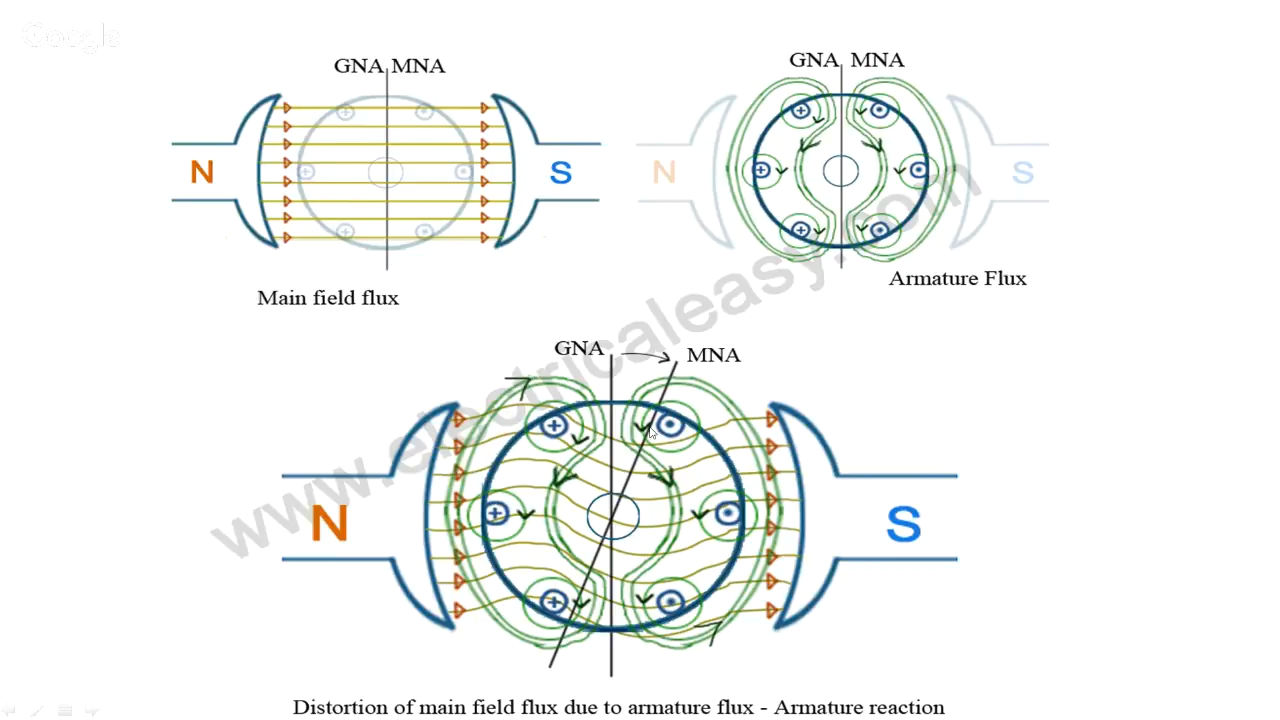 Google
GNA MNA
N
S
Main field flux
GNA MNA
N
S
Armature Flux
www.electricaleasy.com
GNA
MNA
N
S
Distortion of main field flux due to armature flux - Armature reaction